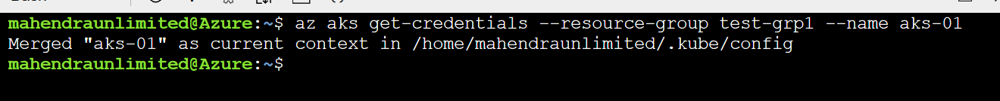 mahendraunlimited@Azure:~$ az aks get-credentials --resource-group test-grp1 --name aks-01
Merged "aks-01" as current context in /home/mahendraunlimited/.kube/config
mahendraunlimited@Azure:~$